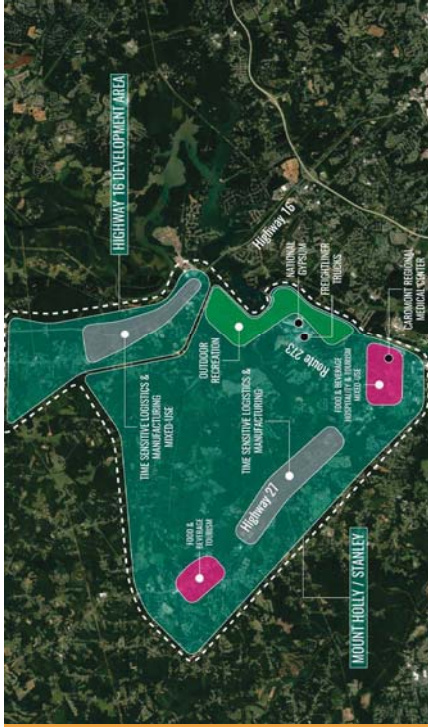 HIGHWAY 16 DEVELOPMENT AREA
Highway 16
TIME SENSITIVE LOGISTICS &
MANUFACTURING
MIXED-USE
OUTDOOR
RECREATION
NATIONAL
GYPSUM
FREIGHTLINER
TRUCKS
Route 273
TIME SENSITIVE LOGISTICS &
MANUFACTURING
FOOD & BEVERAGE
HOSPITALITY & TOURISM
MIXED-USE
CAROMONT REGIONAL
MEDICAL CENTER
Highway 27
FOOD &
BEVERAGE
TOURISM
MOUNT HOLLY / STANLEY